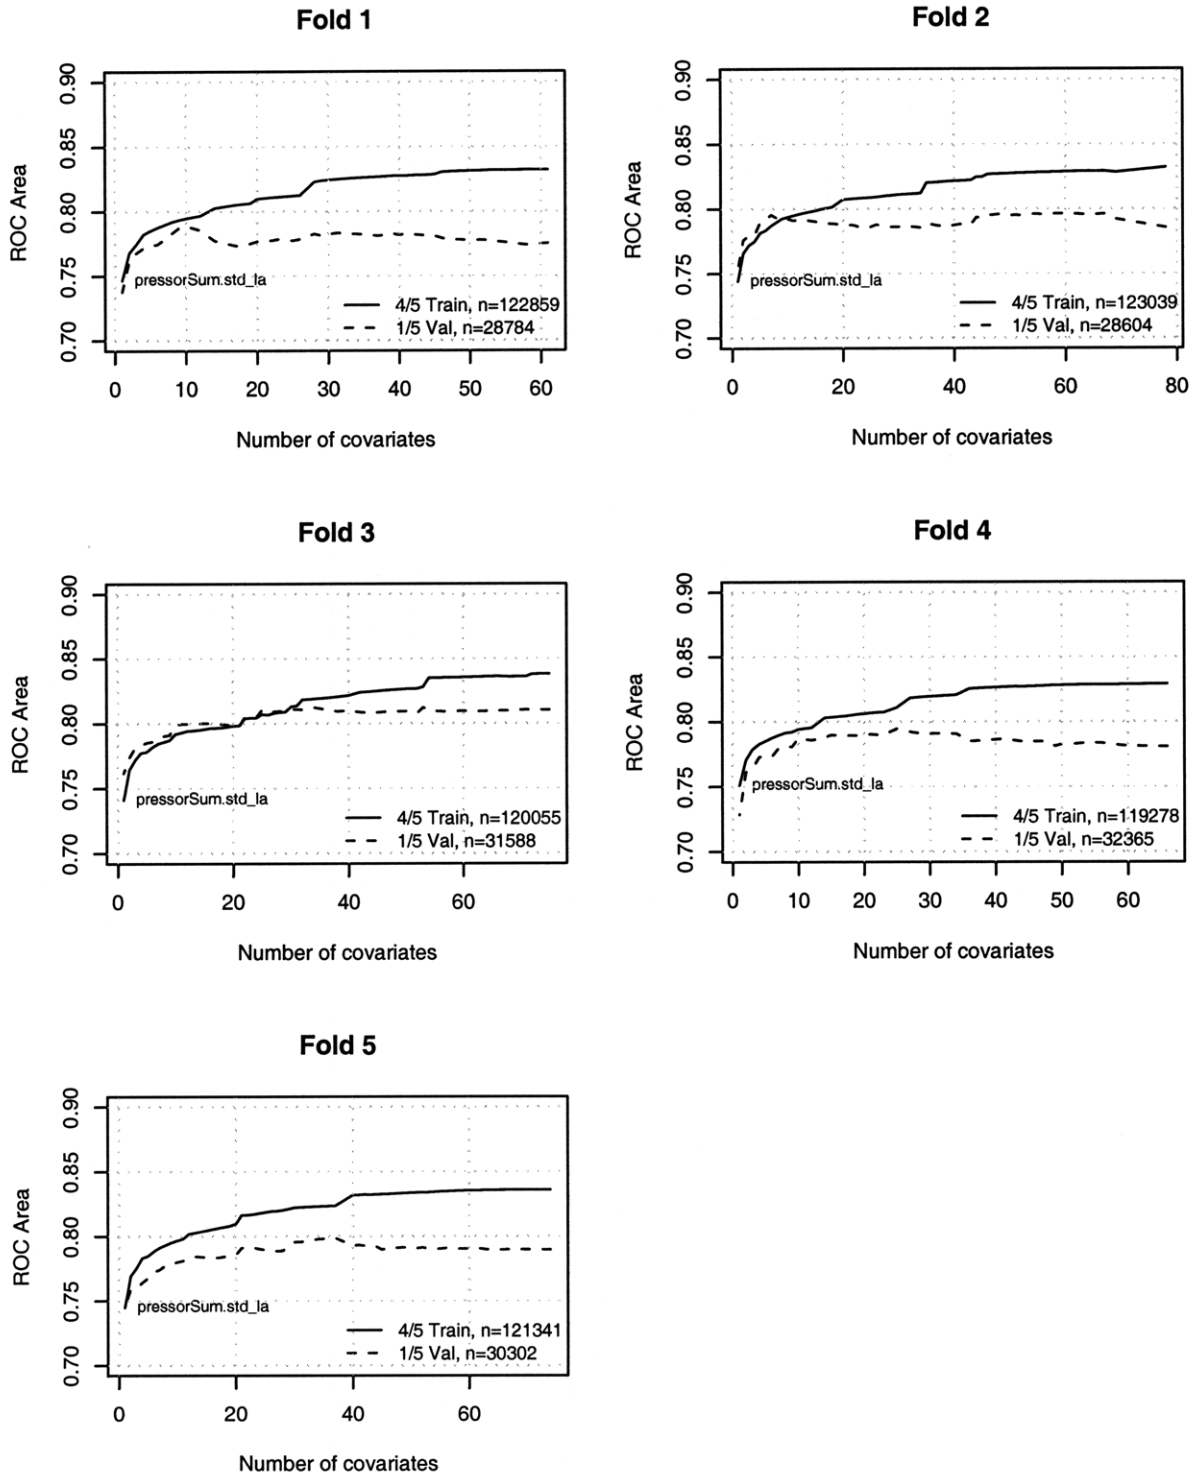 Fold 1
0.90
0.85
0.80
0.75
0.70
ROC Area
pressorSum.std_la
4/5 Train, n=122859
1/5 Val, n=28784
0 10 20 30 40 50 60
Number of covariates
Fold 2
0.90
0.85
0.80
0.75
0.70
ROC Area
pressorSum.std_la
4/5 Train, n=123039
1/5 Val, n=28604
0 20 40 60 80
Number of covariates
Fold 3
0.90
0.85
0.80
0.75
0.70
ROC Area
pressorSum.std_la
4/5 Train, n=120055
1/5 Val, n=31588
0 20 40 60
Number of covariates
Fold 4
0.90
0.85
0.80
0.75
0.70
ROC Area
pressorSum.std_la
4/5 Train, n=119278
1/5 Val, n=32365
0 10 20 30 40 50 60
Number of covariates
Fold 5
0.90
0.85
0.80
0.75
0.70
ROC Area
pressorSum.std_la
4/5 Train, n=121341
1/5 Val, n=30302
0 20 40 60
Number of covariates